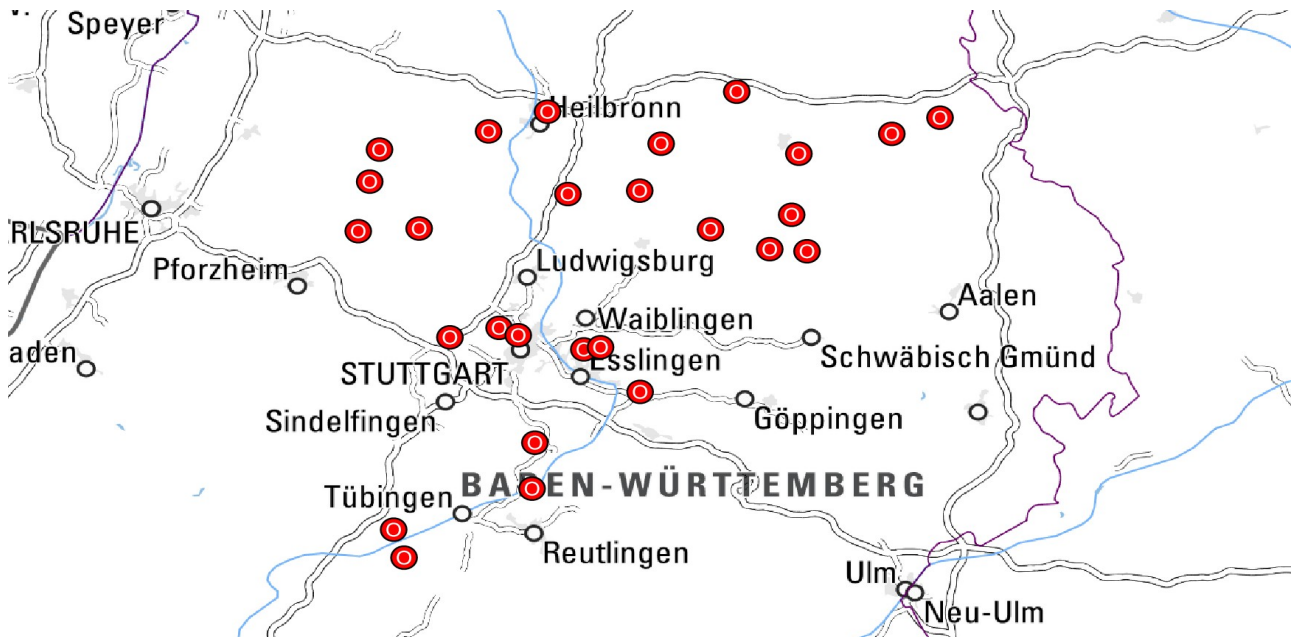 Speyer
Heilbronn
RLSRUHE
Pforzheim
Ludwigsburg
Aalen
Waiblingen
aden
STUTTGART
Esslingen
Schwäbisch Gmünd
Sindelfingen
Göppingen
Tübingen
BADEN-WÜRTTEMBERG
Reutlingen
Ulm
Neu-Ulm